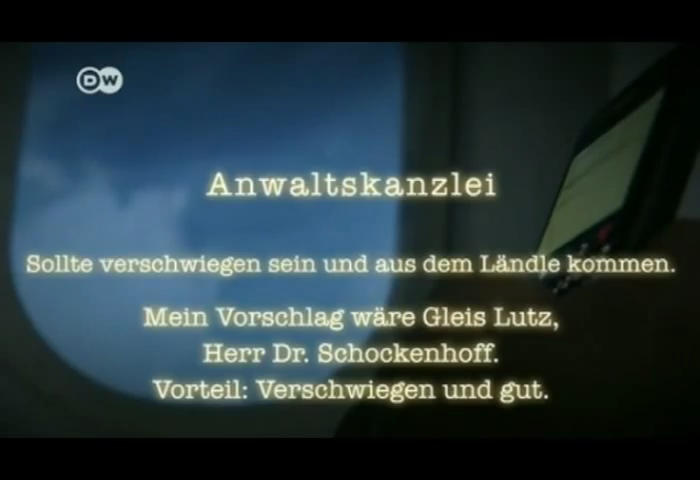 DW
Anwaltskanzlei
Sollte verschwiegen sein und aus dem Ländle kommen.
Mein Vorschlag wäre Gleis Lutz,
Herr Dr. Schockenhoff.
Vorteil: Verschwiegen und gut.